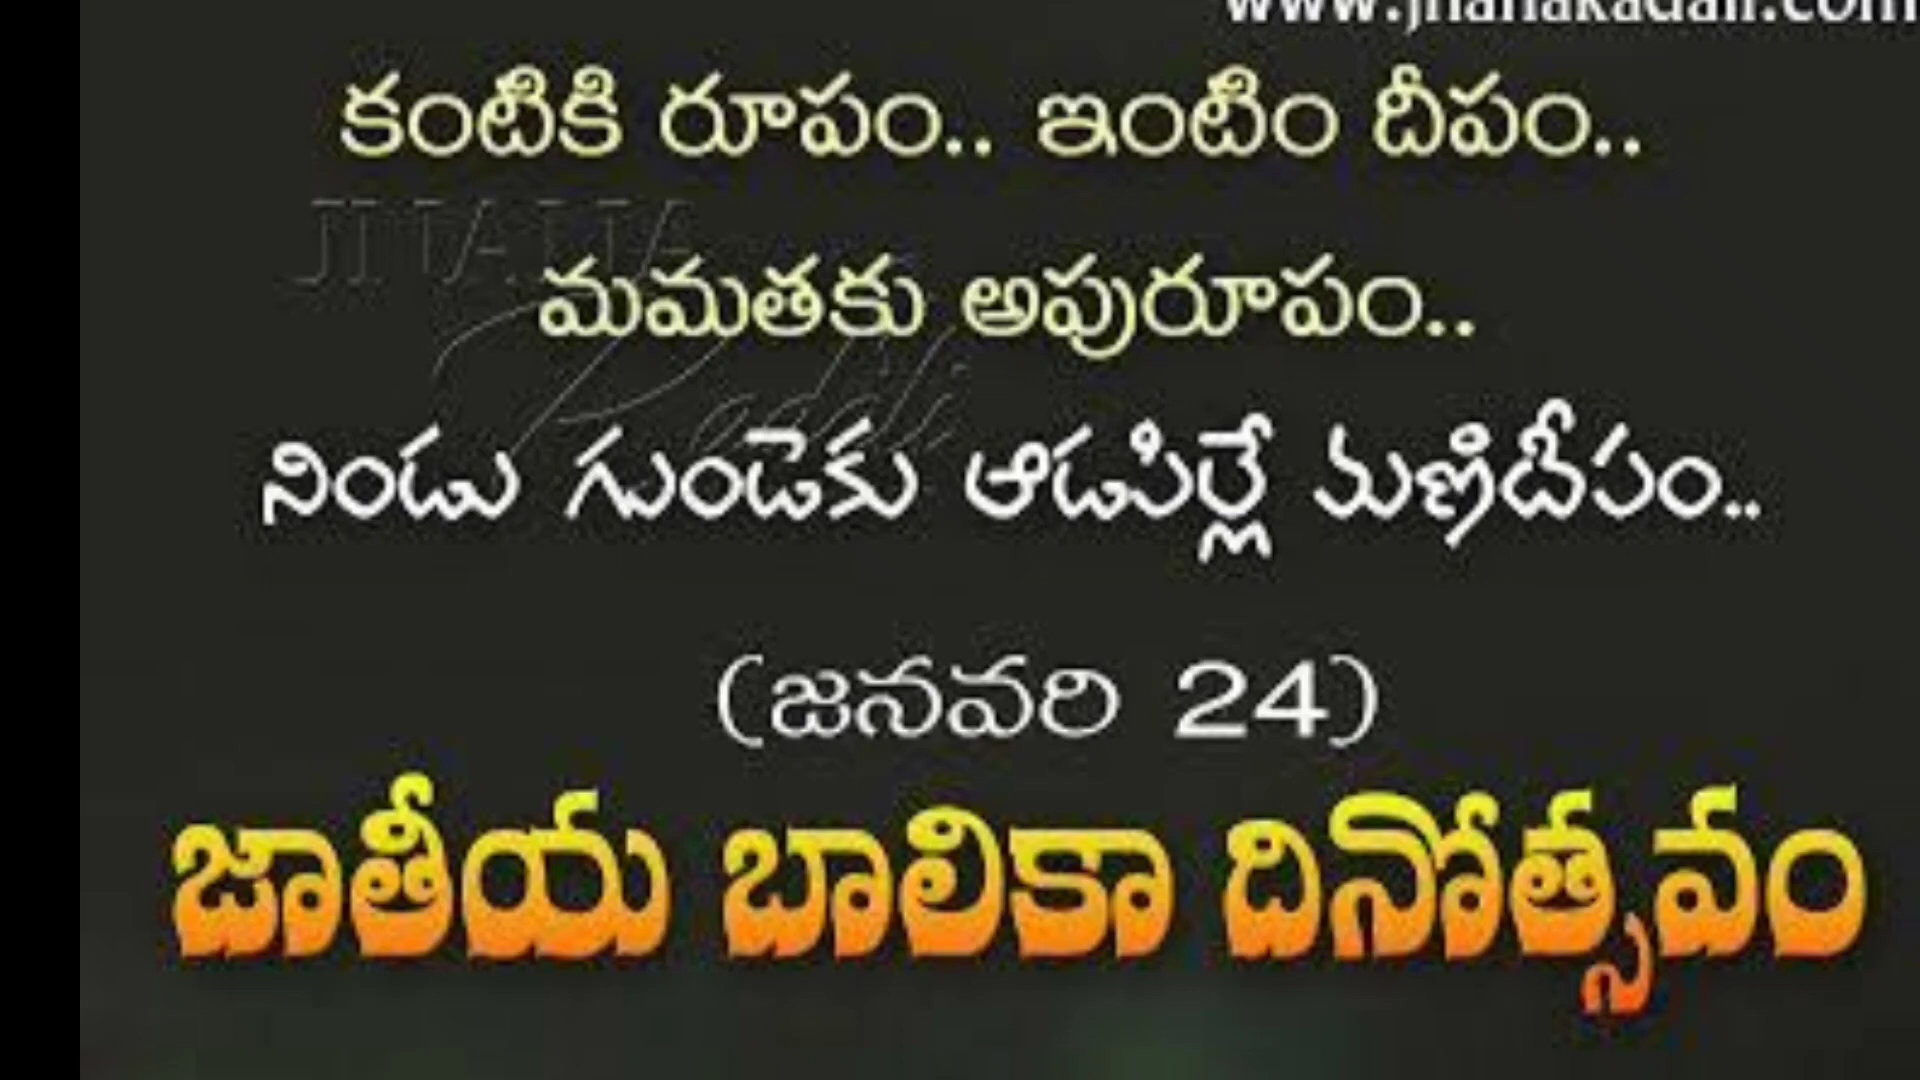 కంటికి రూపం.. ఇంటిం దీపం..
మమతకు అపురూపం..
నిండు గుండెకు ఆడపిల్లే మణిదీపం..
(జనవరి 24)
జాతీయ బాలికా దినోత్సవం